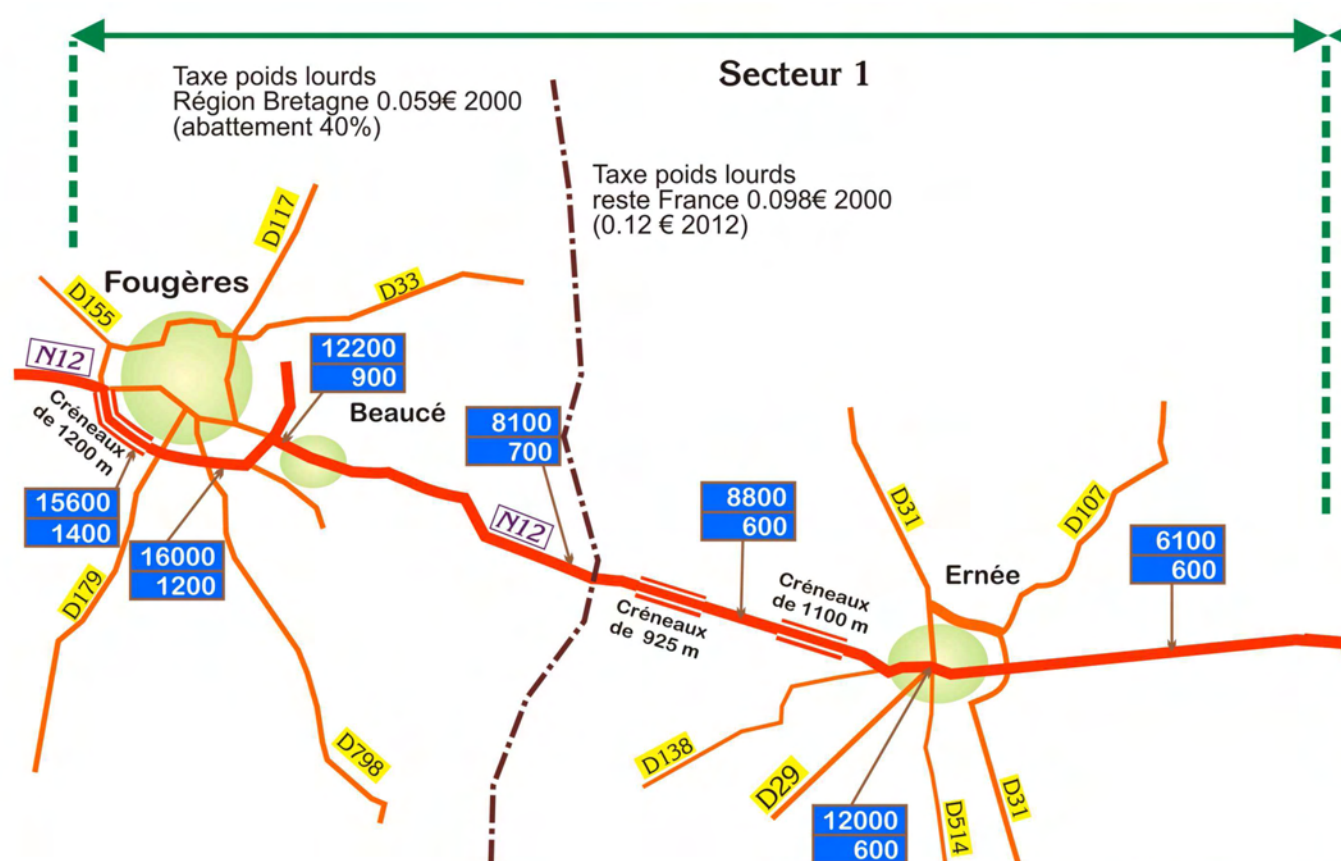 Secteur 1
Taxe poids lourds
Région Bretagne 0.059€ 2000
(abattement 40%)
Taxe poids lourds
reste France 0.098€ 2000
(0.12 € 2012)
D117
Fougères
D33
D155
N12
12200
900
Beaucé
Créneaux
de 1200 m
8100
700
15600
1400
16000
1200
N12
8800
600
D31
D107
6100
600
Ernée
D179
Créneaux
de 925 m
Créneaux
de 1100 m
D798
D138
D29
12000
600
D514
D31